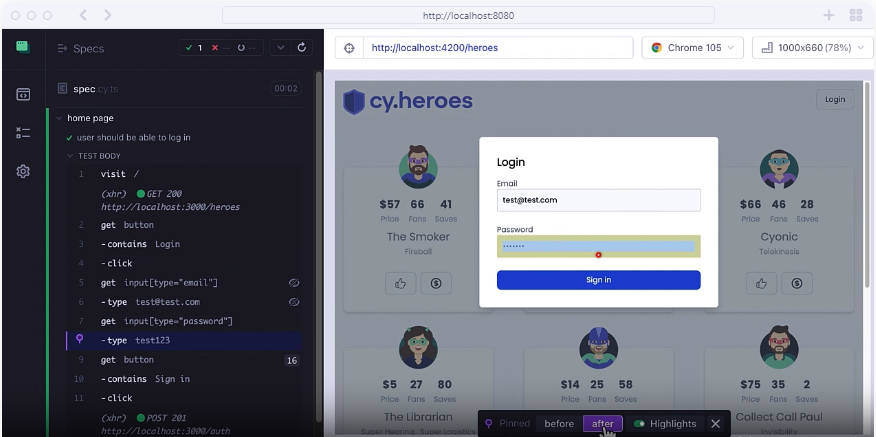 http://localhost:8080
Specs
1
--
--
http://localhost:4200/heroes
Chrome 105
1000x660 (78%)
spec.cy.ts
00:02
home page
user should be able to log in
TEST BODY
1 visit /
(xhr) GET 200
http://localhost:3000/heroes
2 get button
3 -contains Login
4 -click
5 get input[type="email"]
6 -type test@test.com
7 get input[type="password"]
-type test123
9 get button 16
10 -contains Sign in
11 -click
(xhr) POST 201
http://localhost:3000/auth
cy.heroes
Login
$57 66 41
Price Fans Saves
The Smoker
Fireball
Login
Email
test@test.com
Password
Sign in
$66 46 28
Price Fans Saves
Cyonic
Telekinesis
$5 27 80
Price Fans Saves
The Librarian
Super Hearing, Super Logistics
$14 25 58
Price Fans Saves
$75 35 2
Price Fans Saves
Collect Call Paul
Invisibility
Pinned before after Highlights